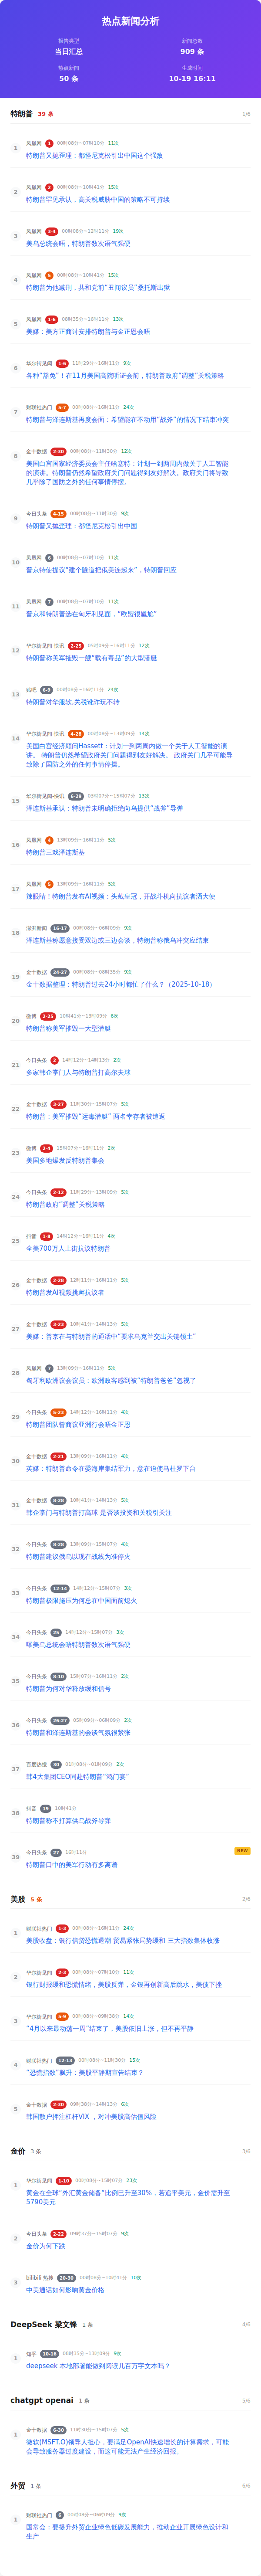 热点新闻分析
报告类型
新闻总数
当日汇总
909 条
热点新闻
生成时间
50 条
10-19 16:11
特朗普 39 条 1/6
1 凤凰网 1 00时08分~07时10分 11次
特朗普又抛歪理：都怪尼克松引出中国这个强敌
2 凤凰网 2 00时08分~10时41分 15次
特朗普罕见承认，高关税威胁中国的策略不可持续
3 凤凰网 3-4 00时08分~12时11分 19次
美乌总统会晤，特朗普数次语气强硬
4 凤凰网 5 00时08分~10时41分 15次
特朗普为他减刑，共和党前“丑闻议员”桑托斯出狱
5 凤凰网 1-6 08时35分~16时11分 13次
美媒：美方正商讨安排特朗普与金正恩会晤
6 华尔街见闻 1-6 11时29分~16时11分 9次
各种“豁免”！在11月美国高院听证会前，特朗普政府“调整”关税策略
7 财联社热门 5-7 00时08分~16时11分 24次
特朗普与泽连斯基再度会面：希望能在不动用“战斧”的情况下结束冲突
8 金十数据 2-30 00时08分~11时30分 12次
美国白宫国家经济委员会主任哈塞特：计划一到两周内做关于人工智能
的演讲。特朗普仍然希望政府关门问题得到友好解决。政府关门将导致
几乎除了国防之外的任何事情停摆。
9 今日头条 4-15 00时08分~11时30分 9次
特朗普又抛歪理：都怪尼克松引出中国
10 凤凰网 6 00时08分~07时10分 11次
普京特使提议“建个隧道把俄美连起来”，特朗普回应
11 凤凰网 7 00时08分~07时10分 11次
普京和特朗普选在匈牙利见面，“欧盟很尴尬”
12 华尔街见闻-快讯 2-25 05时09分~16时11分 12次
特朗普称美军摧毁一艘“载有毒品”的大型潜艇
13 贴吧 6-9 00时08分~16时11分 24次
特朗普对华服软,关税讹诈玩不转
14 华尔街见闻-快讯 4-28 00时08分~13时09分 14次
美国白宫经济顾问Hassett：计划一到两周内做一个关于人工智能的演
讲。 特朗普仍然希望政府关门问题得到友好解决。 政府关门几乎可能导
致除了国防之外的任何事情停摆。
15 华尔街见闻-快讯 6-29 01时07分~15时07分 13次
泽连斯基承认：特朗普未明确拒绝向乌提供“战斧”导弹
16 凤凰网 4 13时09分~16时11分 5次
特朗普三戏泽连斯基
17 凤凰网 5 13时09分~16时11分 5次
辣眼睛！特朗普发布AI视频：头戴皇冠，开战斗机向抗议者洒大便
18 澎湃新闻 16-17 00时08分~06时09分 9次
泽连斯基称愿意接受双边或三边会谈，特朗普称俄乌冲突应结束
19 金十数据 24-27 00时08分~08时35分 9次
金十数据整理：特朗普过去24小时都忙了什么？（2025-10-18）
20 微博 2-25 10时41分~13时09分 6次
特朗普称美军摧毁一大型潜艇
21 今日头条 2 14时12分~14时13分 2次
多家韩企掌门人与特朗普打高尔夫球
22 金十数据 3-27 11时30分~15时07分 5次
特朗普：美军摧毁“运毒潜艇” 两名幸存者被遣返
23 微博 2-4 15时07分~16时11分 2次
美国多地爆发反特朗普集会
24 今日头条 2-12 11时29分~13时09分 5次
特朗普政府“调整”关税策略
25 抖音 1-8 14时12分~16时11分 4次
全美700万人上街抗议特朗普
26 金十数据 2-28 12时11分~16时11分 5次
特朗普发AI视频挑衅抗议者
27 金十数据 3-23 10时41分~14时13分 5次
美媒：普京在与特朗普的通话中“要求乌克兰交出关键领土”
28 凤凰网 7 13时09分~16时11分 5次
匈牙利欧洲议会议员：欧洲政客感到被“特朗普爸爸”忽视了
29 今日头条 5-23 14时12分~16时11分 4次
特朗普团队曾商议亚洲行会晤金正恩
30 金十数据 2-21 13时09分~16时11分 4次
英媒：特朗普命令在委海岸集结军力，意在迫使马杜罗下台
31 金十数据 8-28 10时41分~14时13分 5次
韩企掌门与特朗普打高球 是否谈投资和关税引关注
32 今日头条 8-28 13时09分~15时07分 4次
特朗普建议俄乌以现在战线为准停火
33 今日头条 12-14 14时12分~15时07分 3次
特朗普极限施压为何总在中国面前熄火
34 今日头条 25 14时12分~15时07分 3次
曝美乌总统会晤特朗普数次语气强硬
35 今日头条 8-10 15时07分~16时11分 2次
特朗普为何对华释放缓和信号
36 今日头条 26-27 05时09分~06时09分 2次
特朗普和泽连斯基的会谈气氛很紧张
37 百度热搜 30 01时08分~01时09分 2次
韩4大集团CEO同赴特朗普“鸿门宴”
38 抖音 19 10时41分
特朗普称不打算供乌战斧导弹
39 今日头条 27 16时11分 NEW
特朗普口中的美军行动有多离谱
美股 5 条 2/6
1 财联社热门 1-3 00时08分~16时11分 24次
美股收盘：银行信贷恐慌退潮 贸易紧张局势缓和 三大指数集体收涨
2 华尔街见闻 2-3 00时08分~07时10分 11次
银行财报缓和恐慌情绪，美股反弹，金银再创新高后跳水，美债下挫
3 华尔街见闻 5-9 00时08分~09时38分 14次
“4月以来最动荡一周”结束了，美股依旧上涨，但不再平静
4 财联社热门 12-13 00时08分~11时30分 15次
“恐慌指数”飙升：美股平静期宣告结束？
5 金十数据 2-30 09时38分~14时13分 6次
韩国散户押注杠杆VIX ，对冲美股高估值风险
金价 3 条 3/6
1 华尔街见闻 1-10 00时08分~15时07分 23次
黄金在全球“外汇黄金储备”比例已升至30%，若追平美元，金价需升至
5790美元
2 今日头条 2-22 09时37分~15时07分 9次
金价为何下跌
3 bilibili 热搜 20-30 00时08分~10时41分 10次
中美通话如何影响黄金价格
DeepSeek 梁文锋 1 条 4/6
1 知乎 10-16 08时35分~13时09分 9次
deepseek 本地部署能做到阅读几百万字文本吗？
chatgpt openai 1 条 5/6
1 金十数据 6-30 11时30分~15时07分 5次
微软(MSFT.O)领导人担心，要满足OpenAI快速增长的计算需求，可能
会导致服务器过度建设，而这可能无法产生经济回报。
外贸 1 条 6/6
1 财联社热门 6 00时08分~06时09分 9次
国常会：要提升外贸企业绿色低碳发展能力，推动企业开展绿色设计和
生产